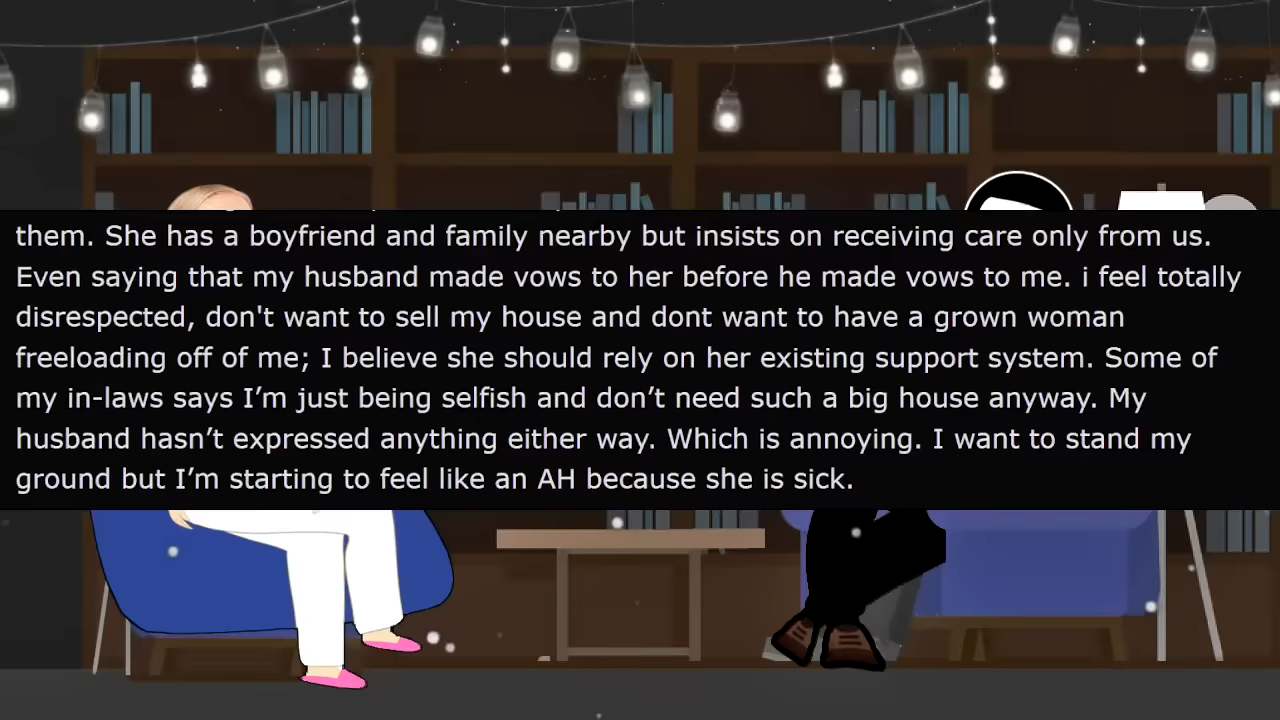 them. She has a boyfriend and family nearby but insists on receiving care only from us.
Even saying that my husband made vows to her before he made vows to me. i feel totally
disrespected, don't want to sell my house and dont want to have a grown woman
freeloading off of me; I believe she should rely on her existing support system. Some of
my in-laws says I’m just being selfish and don’t need such a big house anyway. My
husband hasn’t expressed anything either way. Which is annoying. I want to stand my
ground but I’m starting to feel like an AH because she is sick.